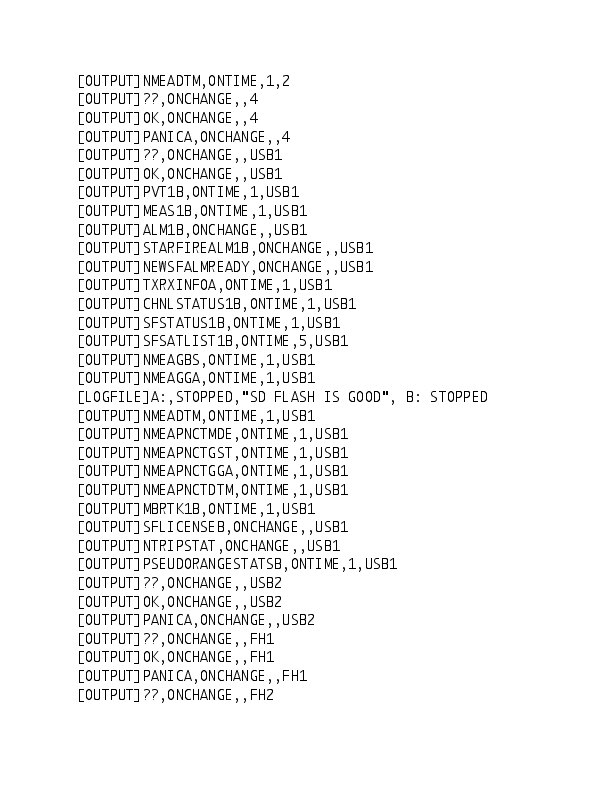 [OUTPUT]NMEADTM,ONTIME,1,2
[OUTPUT]??,ONCHANGE,,4
[OUTPUT]OK,ONCHANGE,,4
[OUTPUT]PANICA,ONCHANGE,,4
[OUTPUT]??,ONCHANGE,,USB1
[OUTPUT]OK,ONCHANGE,,USB1
[OUTPUT]PVT1B,ONTIME,1,USB1
[OUTPUT]MEAS1B,ONTIME,1,USB1
[OUTPUT]ALM1B,ONCHANGE,,USB1
[OUTPUT]STARFIREALM1B,ONCHANGE,,USB1
[OUTPUT]NEWSFALMREADY,ONCHANGE,,USB1
[OUTPUT]TXRXINFOA,ONTIME,1,USB1
[OUTPUT]CHNLSTATUS1B,ONTIME,1,USB1
[OUTPUT]SFSTATUS1B,ONTIME,1,USB1
[OUTPUT]SFSATLIST1B,ONTIME,5,USB1
[OUTPUT]NMEAGBS,ONTIME,1,USB1
[OUTPUT]NMEAGGA,ONTIME,1,USB1
[LOGFILE]A:,STOPPED,"SD FLASH IS GOOD", B: STOPPED
[OUTPUT]NMEADTM,ONTIME,1,USB1
[OUTPUT]NMEAPNCTMDE,ONTIME,1,USB1
[OUTPUT]NMEAPNCTGST,ONTIME,1,USB1
[OUTPUT]NMEAPNCTGGA,ONTIME,1,USB1
[OUTPUT]NMEAPNCTDTM,ONTIME,1,USB1
[OUTPUT]MBRTK1B,ONTIME,1,USB1
[OUTPUT]SFLICENSEB,ONCHANGE,,USB1
[OUTPUT]NTRIPSTAT,ONCHANGE,,USB1
[OUTPUT]PSEUDORANGESTATSB,ONTIME,1,USB1
[OUTPUT]??,ONCHANGE,,USB2
[OUTPUT]OK,ONCHANGE,,USB2
[OUTPUT]PANICA,ONCHANGE,,USB2
[OUTPUT]??,ONCHANGE,,FH1
[OUTPUT]OK,ONCHANGE,,FH1
[OUTPUT]PANICA,ONCHANGE,,FH1
[OUTPUT]??,ONCHANGE,,FH2